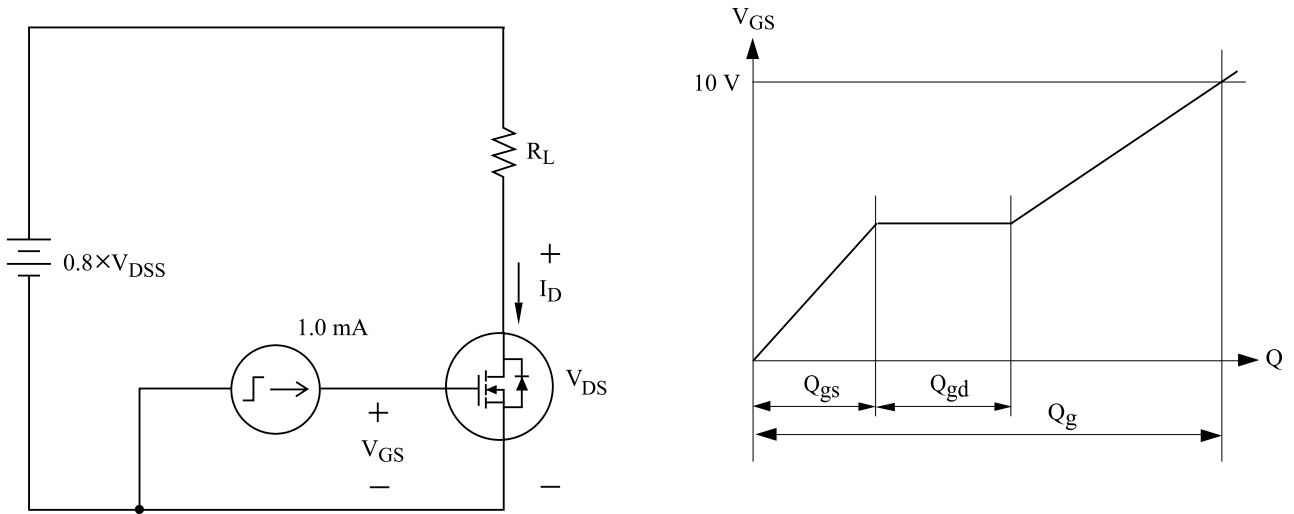 R_L
0.8×V_DSS
+
I_D
1.0 mA
V_DS
+
V_GS
−
−
V_GS
10 V
Q
Q_gs
Q_gd
Q_g